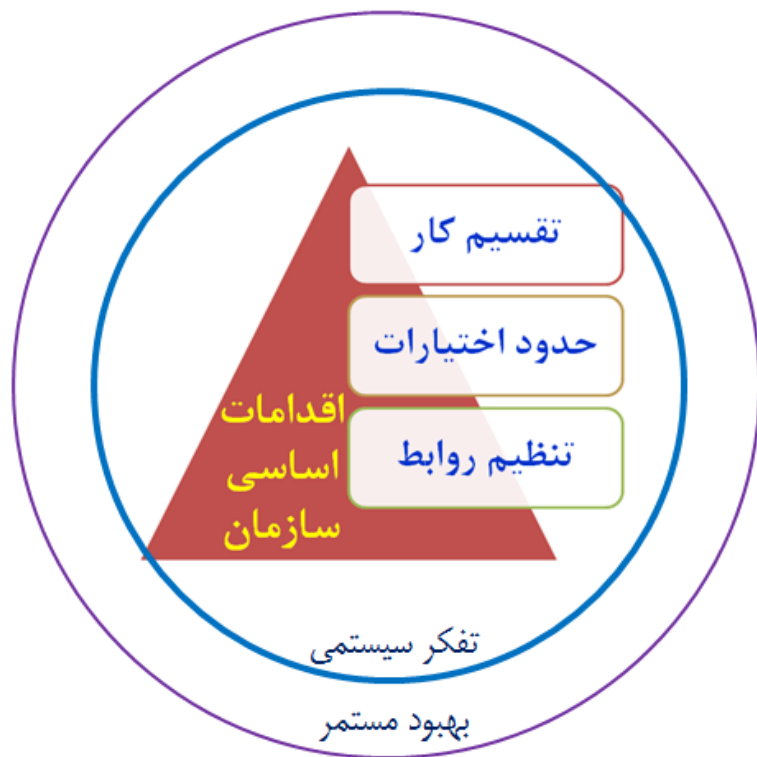 تقسیم کار
حدود اختیارات
تنظیم روابط
اقدامات
اساسی
سازمان
تفکر سیستمی
بهبود مستمر